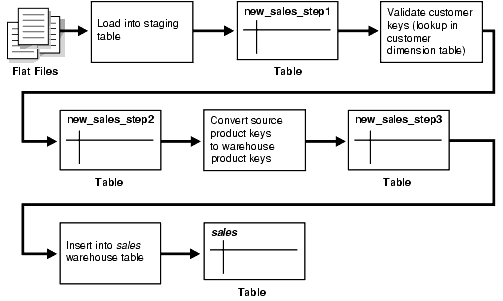 Flat Files
Load into staging
table
new_sales_step1
Table
Validate customer
keys (lookup in
customer
dimension table)
new_sales_step2
Table
Convert source
product keys
to warehouse
product keys
new_sales_step3
Table
Insert into sales
warehouse table
sales
Table